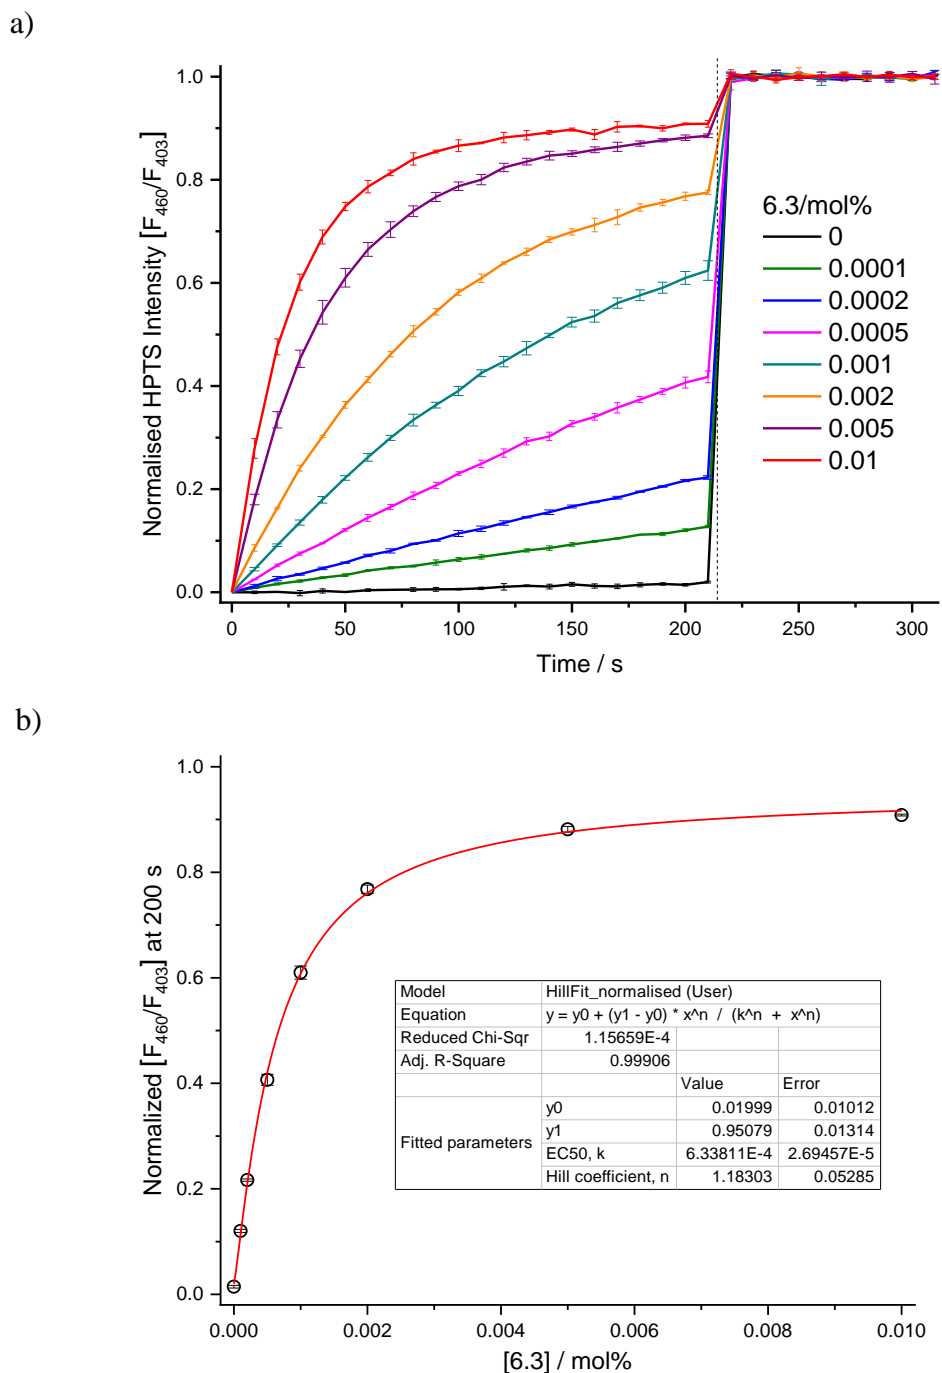 a)
1.0
0.8
0.6
0.4
0.2
0.0
Normalised HPTS Intensity [F460/F403]
6.3/mol%
0
0.0001
0.0002
0.0005
0.001
0.002
0.005
0.01
0 50 100 150 200 250 300
Time / s
b)
1.0
0.8
0.6
0.4
0.2
0.0
Normalized [F460/F403] at 200 s
Model HillFit_normalised (User)
Equation y = y0 + (y1 - y0) * x^n / (k^n + x^n)
Reduced Chi-Sqr 1.15659E-4
Adj. R-Square 0.99906
Value Error
Fitted parameters
y0 0.01999 0.01012
y1 0.95079 0.01314
EC50, k 6.33811E-4 2.69457E-5
Hill coefficient, n 1.18303 0.05285
0.000 0.002 0.004 0.006 0.008 0.010
[6.3] / mol%